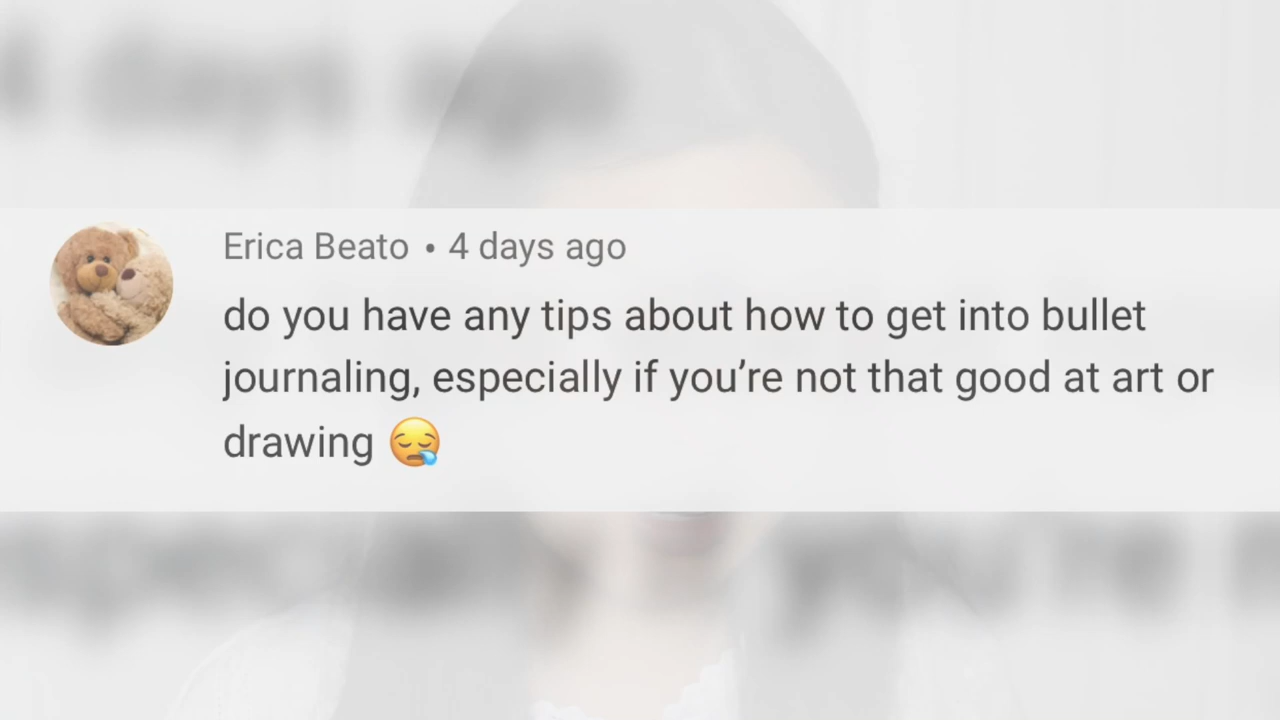 Erica Beato • 4 days ago
do you have any tips about how to get into bullet
journaling, especially if you’re not that good at art or
drawing 😪